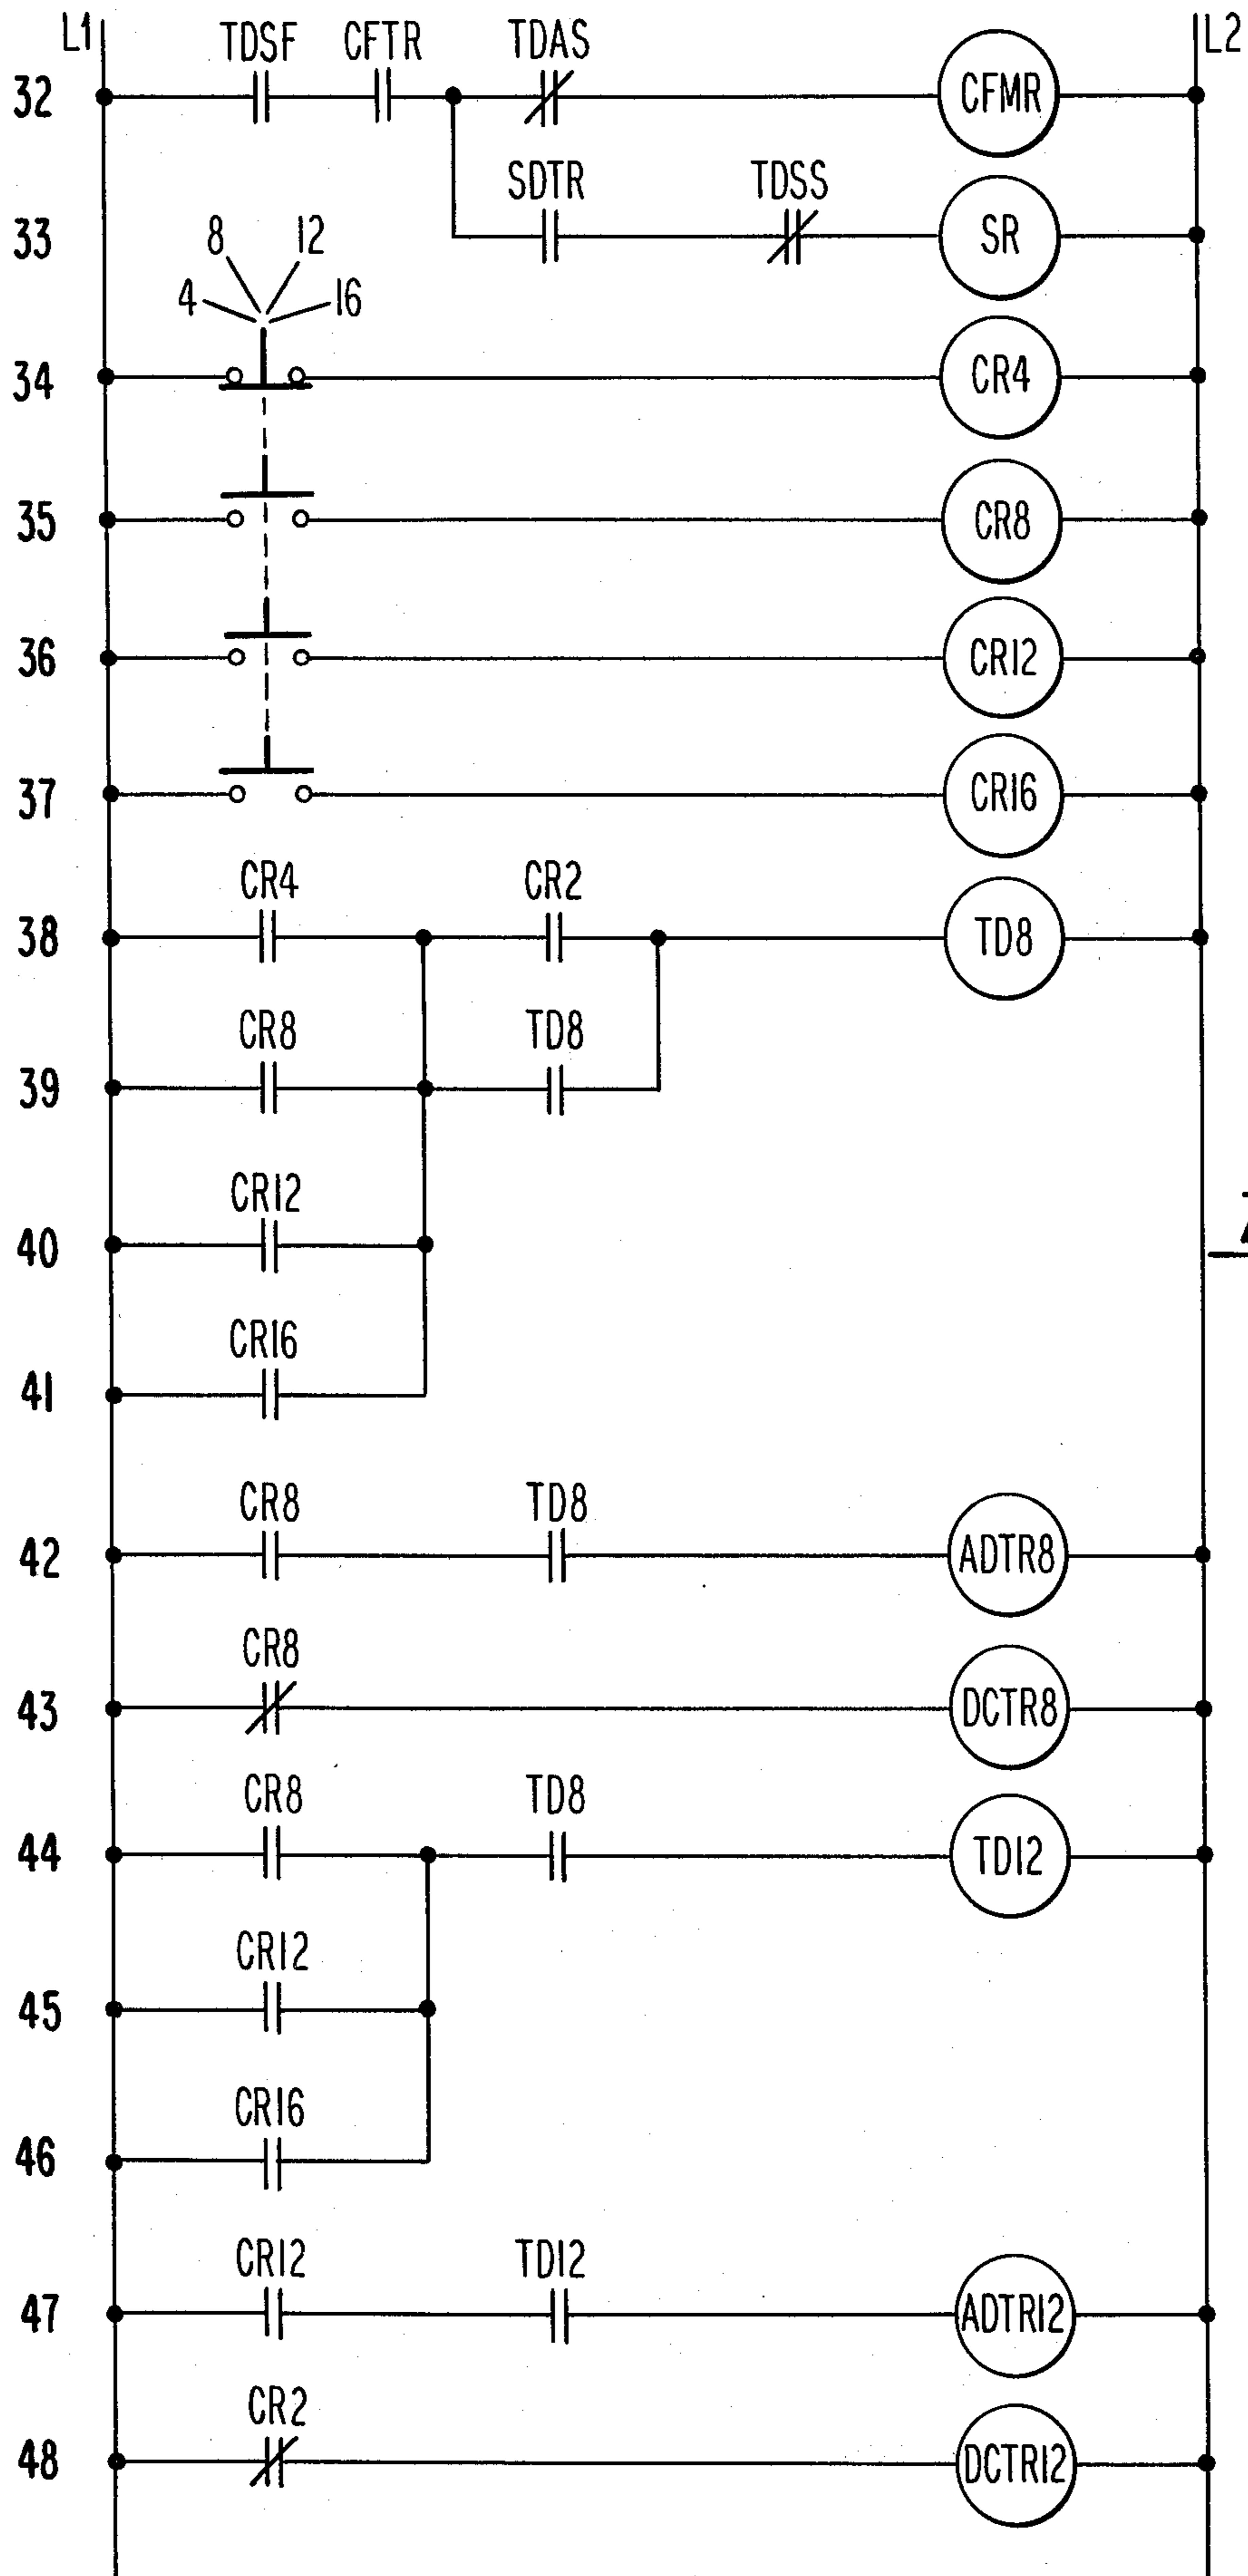 L1 TDSF CFTR TDAS L2
32 CFMR
SDTR TDSS
33 8 12 SR
4 16
34 CR4
35 CR8
36 CR12
37 CR16
CR4 CR2
38 TD8
CR8 TD8
39
CR12
40
CR16
41
CR8 TD8
42 ADTR8
CR8
43 DCTR8
CR8 TD8
44 TD12
CR12
45
CR16
46
CR12 TD12
47 ADTR12
CR2
48 DCTR12